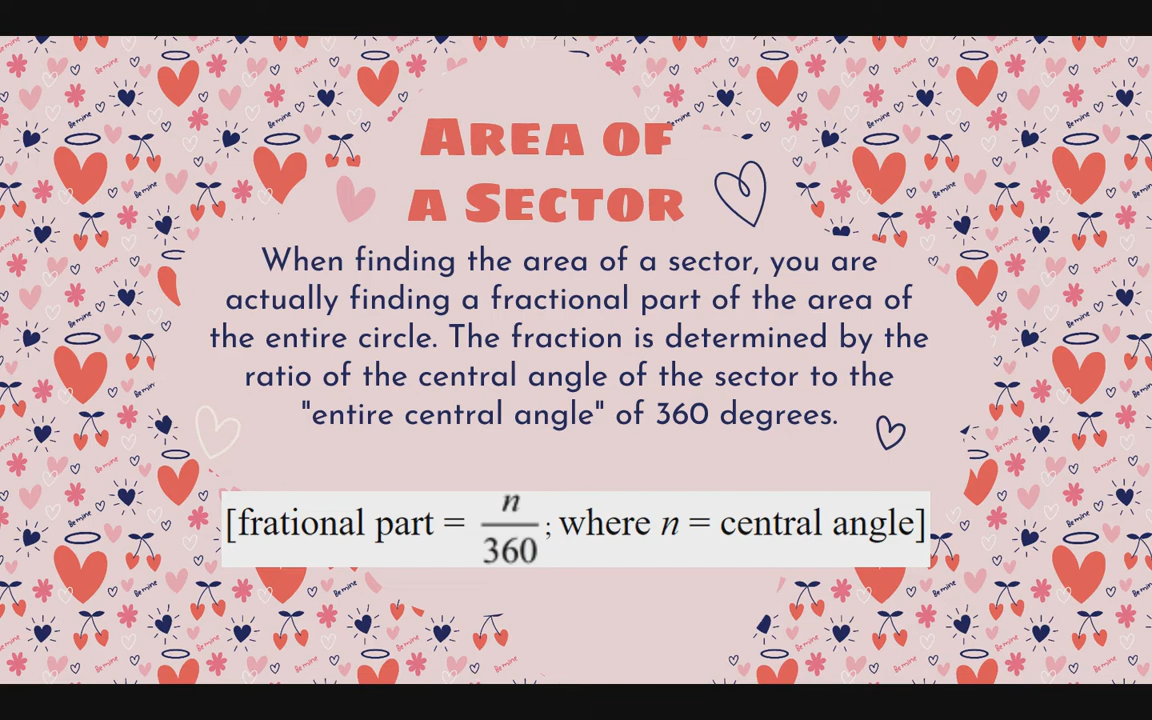 AREA OF
A SECTOR
When finding the area of a sector, you are
actually finding a fractional part of the area of
the entire circle. The fraction is determined by the
ratio of the central angle of the sector to the
"entire central angle" of 360 degrees.
[frational part = n/360 ; where n = central angle]
Be mine